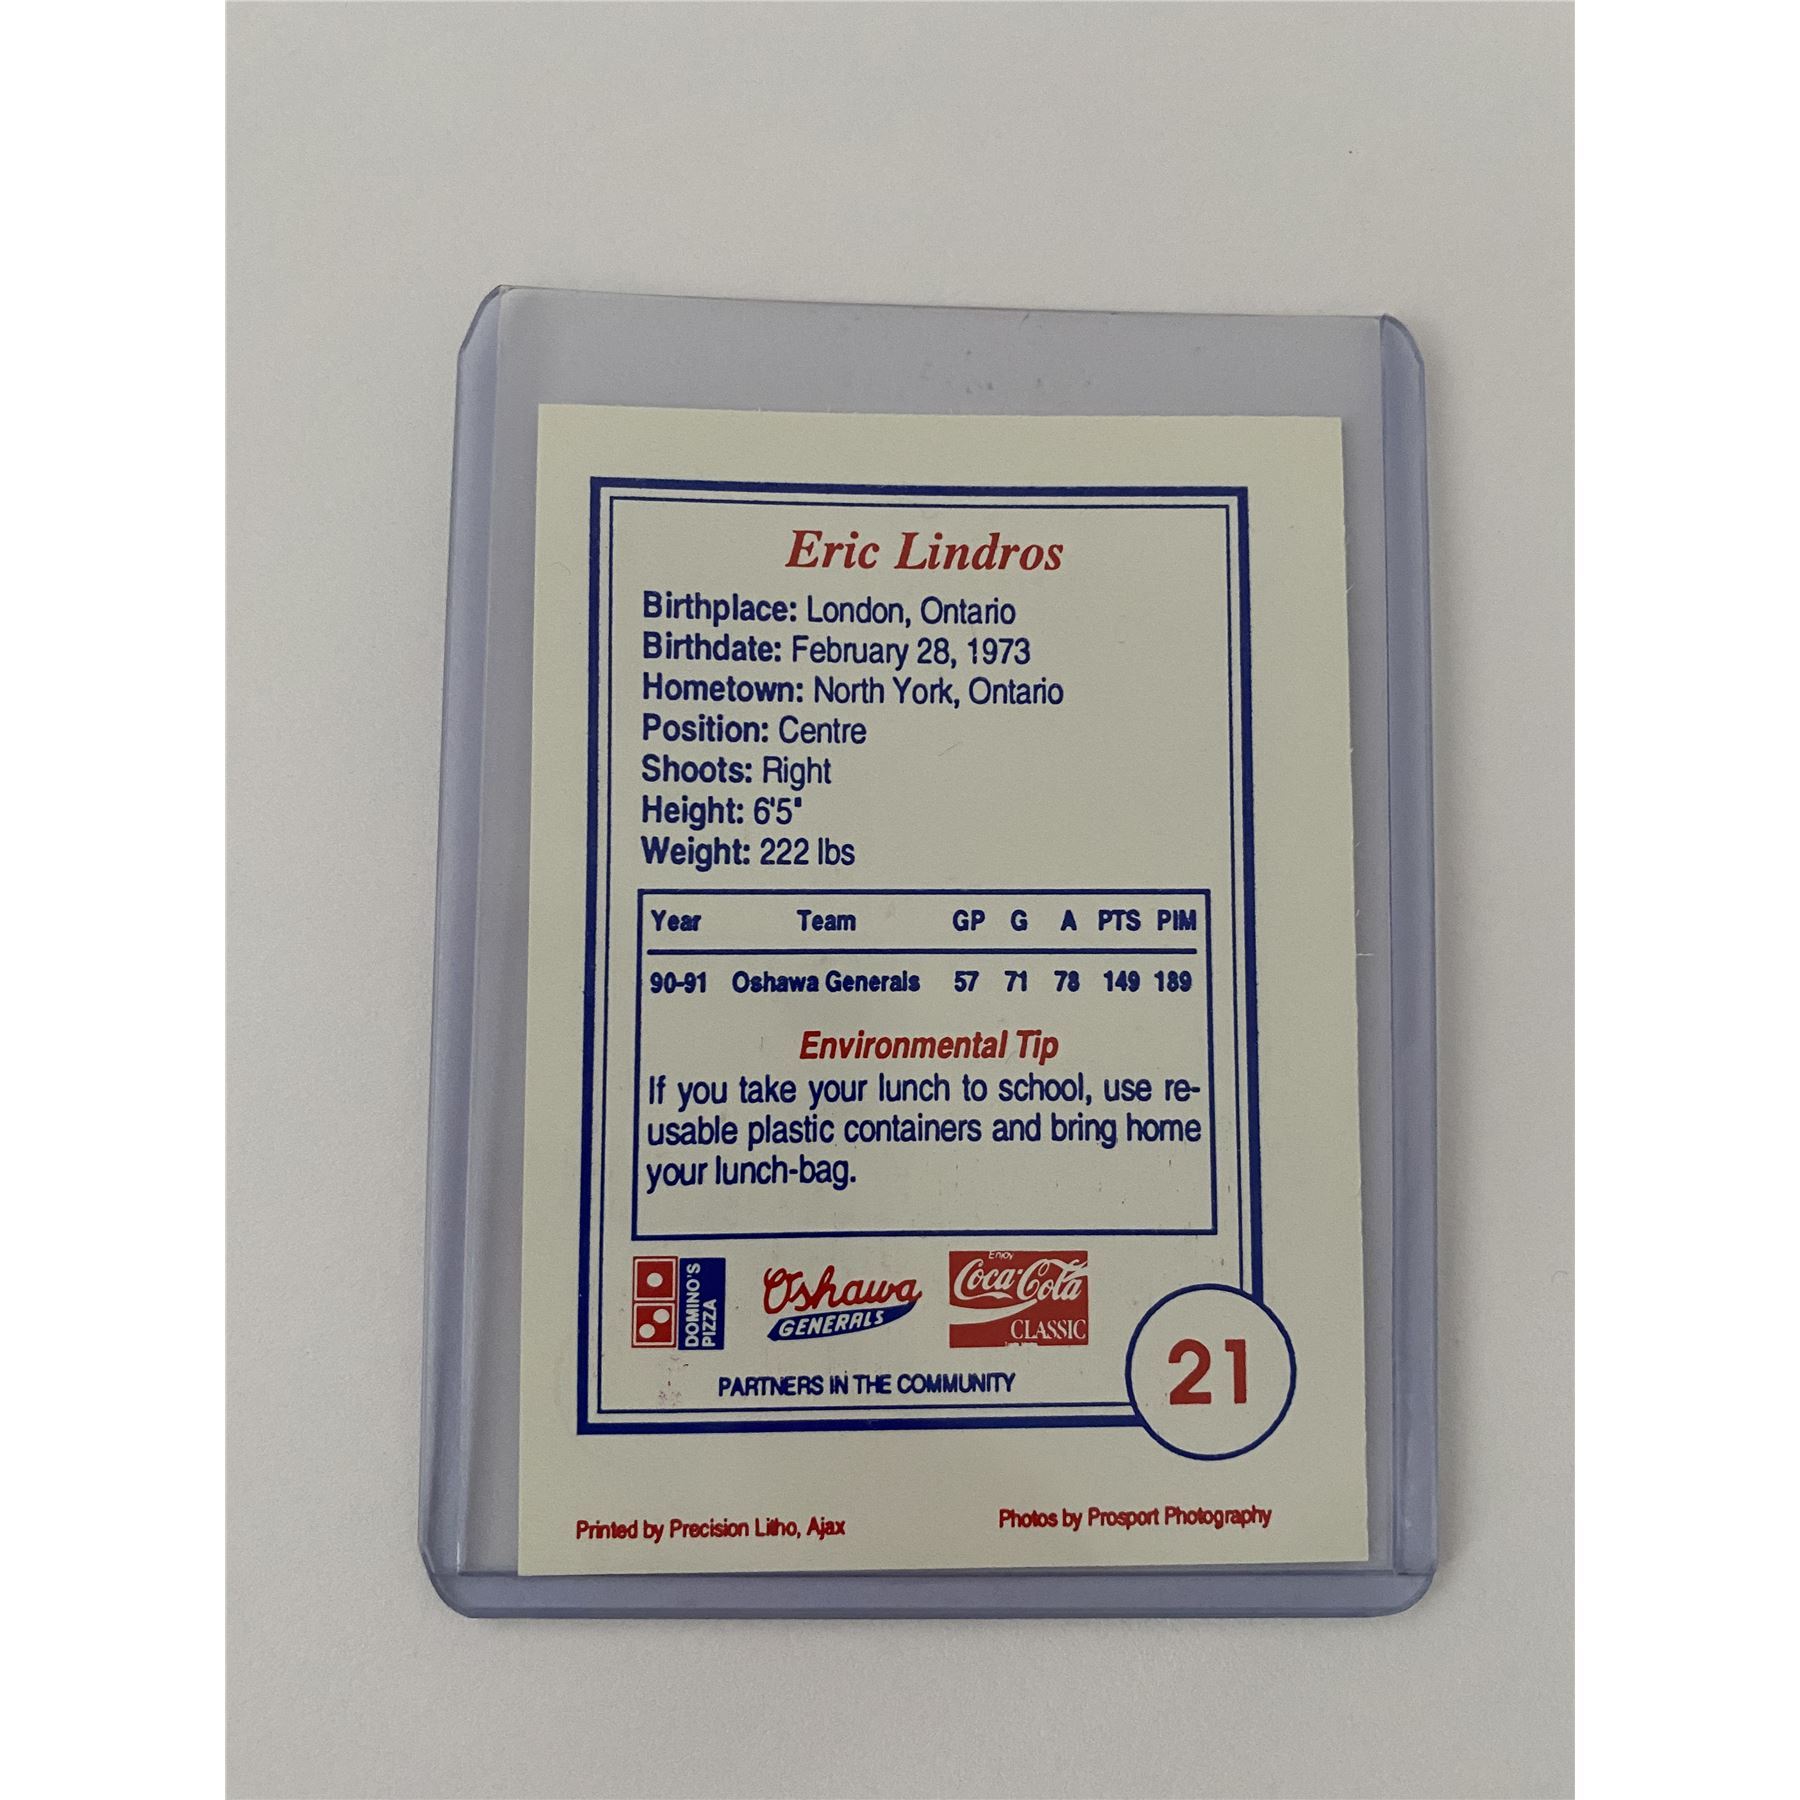 Eric Lindros
Birthplace: London, Ontario
Birthdate: February 28, 1973
Hometown: North York, Ontario
Position: Centre
Shoots: Right
Height: 6'5"
Weight: 222 lbs
Year Team GP G A PTS PIM
90-91 Oshawa Generals 57 71 78 149 189
Environmental Tip
If you take your lunch to school, use re-
usable plastic containers and bring home
your lunch-bag.
DOMINO'S
PIZZA
Oshawa
GENERALS
Enjoy
Coca-Cola
CLASSIC
PARTNERS IN THE COMMUNITY
21
Printed by Precision Litho, Ajax
Photos by Prosport Photography